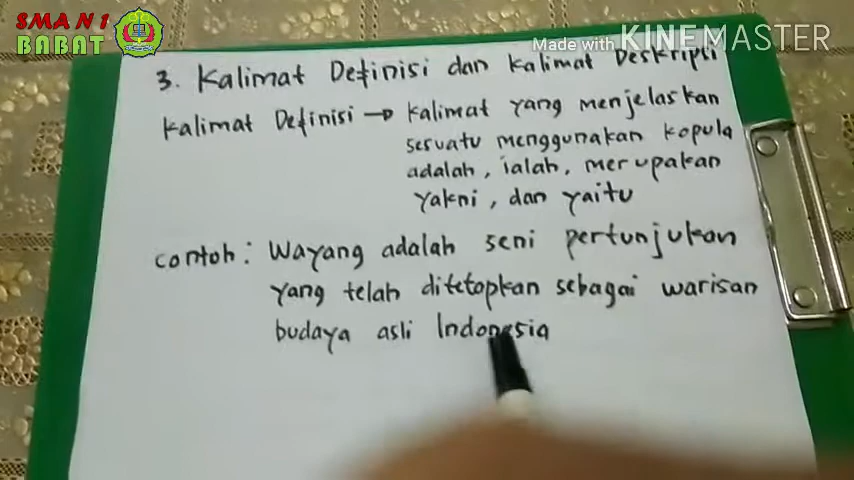 SMAN 1
BABAT
Made with KINEMASTER
3. Kalimat Definisi dan Kalimat Deskripsi
Kalimat Definisi → Kalimat yang menjelaskan
sesuatu menggunakan kopula
adalah, ialah, merupakan
yakni, dan yaitu
Contoh: Wayang adalah seni pertunjukan
yang telah ditetapkan sebagai warisan
budaya asli Indonesia